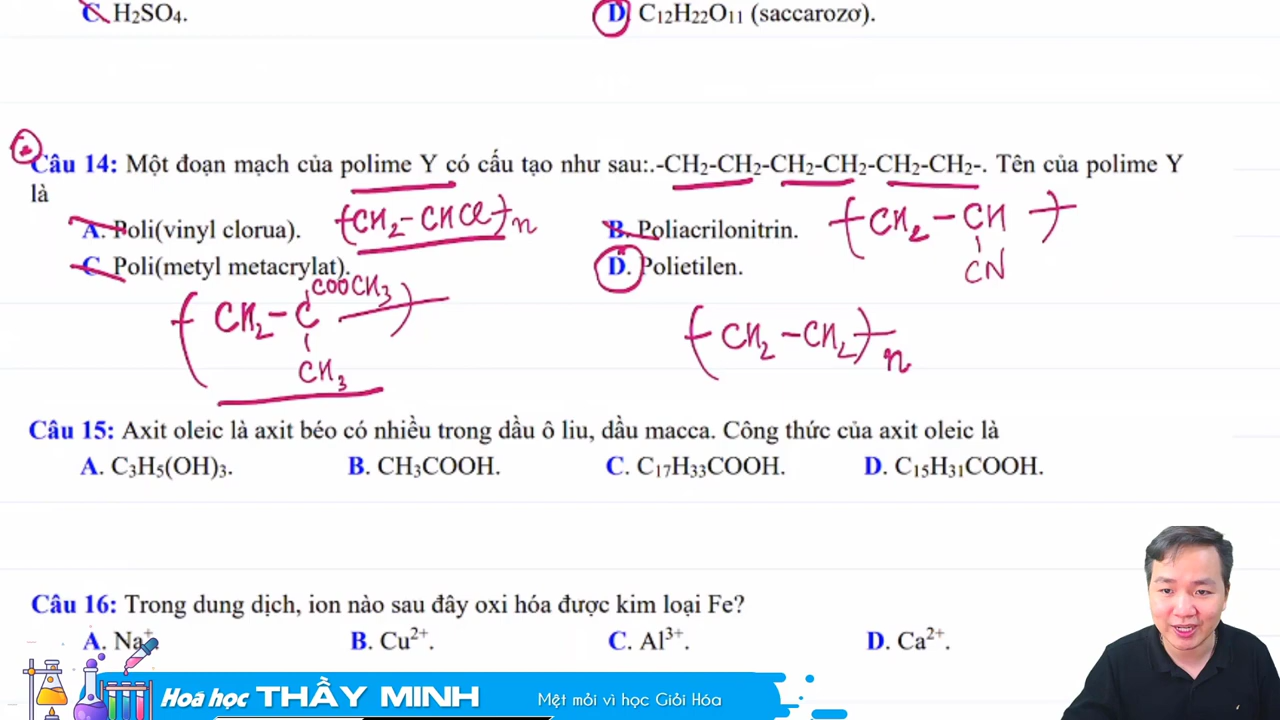 C. H₂SO₄.
D. C₁₂H₂₂O₁₁ (saccarozơ).
Câu 14: Một đoạn mạch của polime Y có cấu tạo như sau:.-CH₂-CH₂-CH₂-CH₂-CH₂-CH₂-. Tên của polime Y
là
A. Poli(vinyl clorua).
(CH₂-CHCl)n
B. Poliacrilonitrin.
(CH₂-CH)
CN
C. Poli(metyl metacrylat).
D. Polietilen.
COOCH₃
(CH₂-C)
CH₃
(CH₂-CH₂)n
Câu 15: Axit oleic là axit béo có nhiều trong dầu ô liu, dầu macca. Công thức của axit oleic là
A. C₃H₅(OH)₃. B. CH₃COOH. C. C₁₇H₃₃COOH. D. C₁₅H₃₁COOH.
Câu 16: Trong dung dịch, ion nào sau đây oxi hóa được kim loại Fe?
A. Na⁺. B. Cu²⁺. C. Al³⁺. D. Ca²⁺.
Hoá học THẦY MINH Mệt mỏi vì học Giỏi Hóa